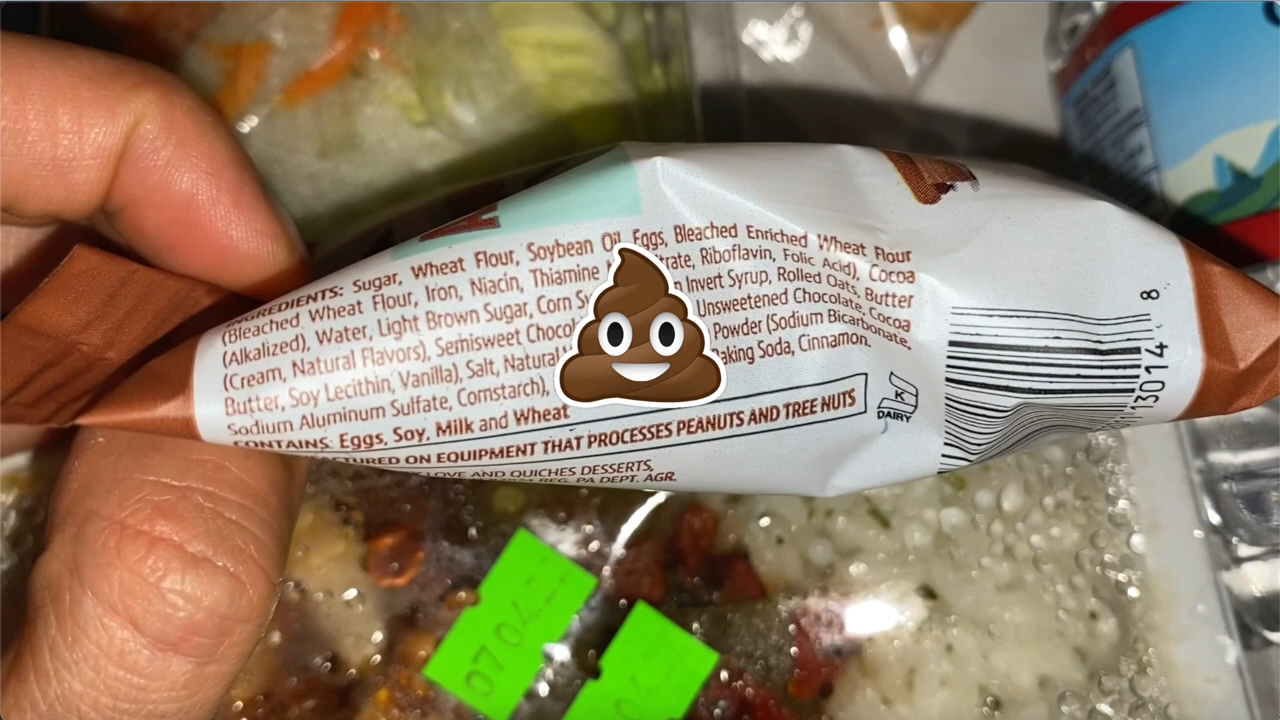 INGREDIENTS: Sugar, Wheat Flour, Soybean Oil, Eggs, Bleached Enriched Wheat Flour
(Bleached Wheat Flour, Iron, Niacin, Thiamine Riboflavin, Folic Acid), Cocoa
(Alkalized), Water, Light Brown Sugar, Corn Invert Syrup, Rolled Oats, Butter
(Cream, Natural Flavors), Semisweet Unsweetened Chocolate, Cocoa
Butter, Soy Lecithin, Vanilla), Salt, Natural Powder (Sodium Bicarbonate,
Sodium Aluminum Sulfate, Cornstarch), Baking Soda, Cinnamon.
CONTAINS: Eggs, Soy, Milk and Wheat
ON EQUIPMENT THAT PROCESSES PEANUTS AND TREE NUTS
LOVE AND QUICHES DESSERTS,
REG. PA DEPT. AGR.
K
DAIRY
13014 8
07 04